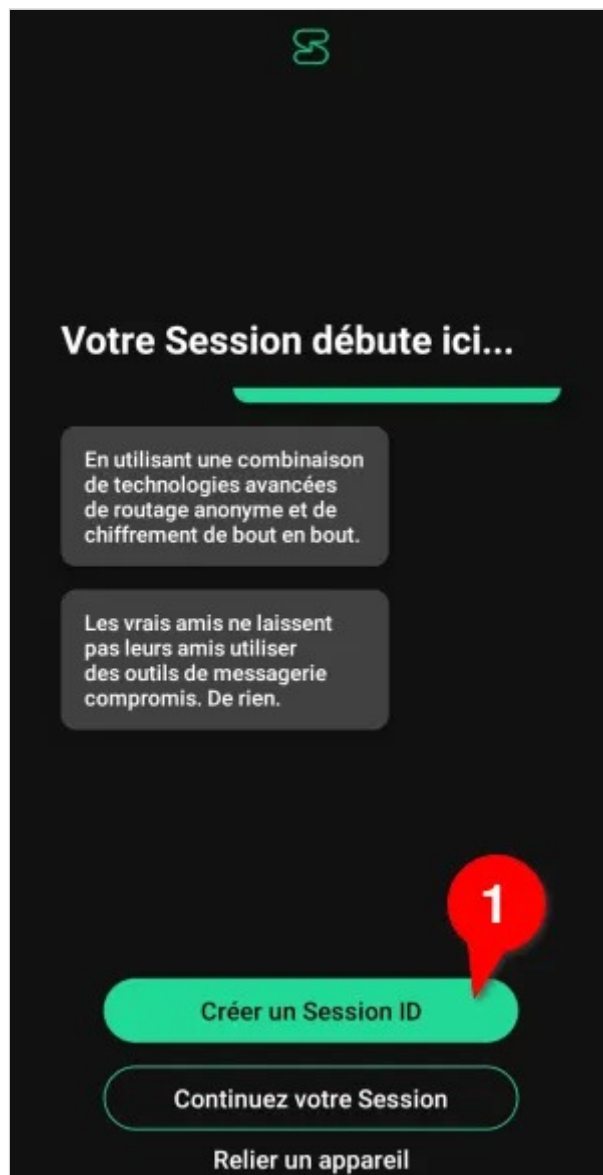 Votre Session débute ici...
En utilisant une combinaison
de technologies avancées
de routage anonyme et de
chiffrement de bout en bout.
Les vrais amis ne laissent
pas leurs amis utiliser
des outils de messagerie
compromis. De rien.
1
Créer un Session ID
Continuez votre Session
Relier un appareil